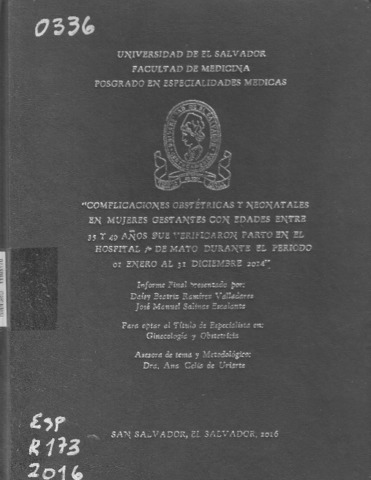 0336
UNIVERSIDAD DE EL SALVADOR
FACULTAD DE MEDICINA
POSGRADO EN ESPECIALIDADES MEDICAS
"COMPLICACIONES OBSTÉTRICAS Y NEONATALES
EN MUJERES GESTANTES CON EDADES ENTRE
35 Y 49 AÑOS QUE VERIFICARON PARTO EN EL
HOSPITAL 1º DE MAYO DURANTE EL PERIODO
01 ENERO AL 31 DICIEMBRE 2014"
Informe Final Presentado por:
Deisy Beatriz Ramírez Valladares
José Manuel Salinas Escalante
Para optar al Título de Especialista en:
Ginecología y Obstetricia
Asesora de tema y Metodológico:
Dra. Ana Celia de Uriarte
SAN SALVADOR, EL SALVADOR, 2016
Esp
R173
2016